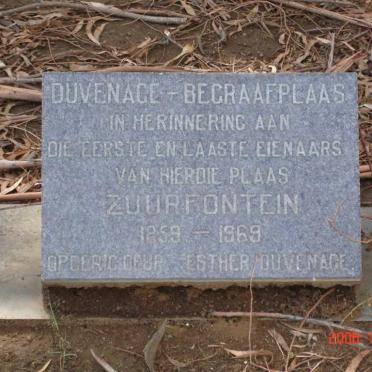 DUVENAGE - BEGRAAFPLAAS
IN HERINNERING AAN
DIE EERSTE EN LAASTE EIENAARS
VAN HIERDIE PLAAS
ZUURFONTEIN
1859 - 1969
OPGERIG DEUR ESTHER DUVENAGE